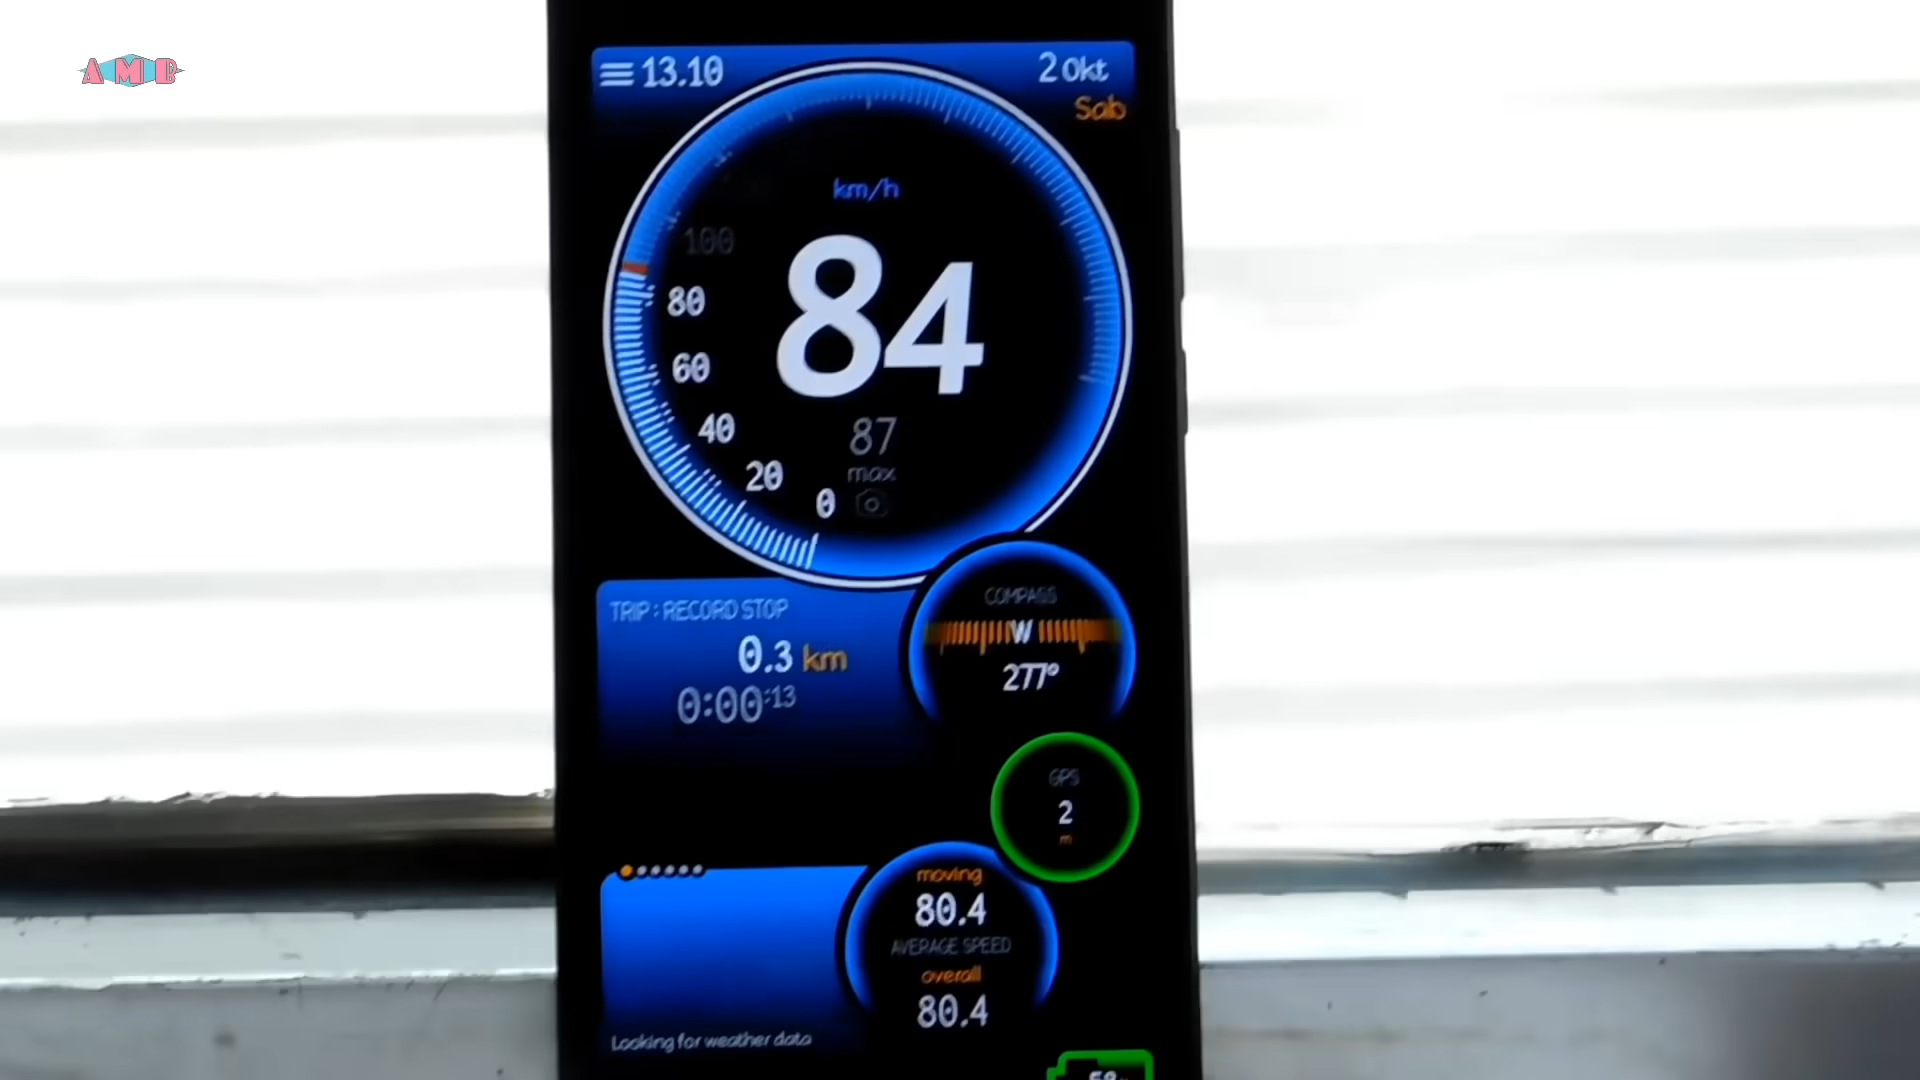 AMB
13.10
2 Okt
Sab
km/h
100
84
80
60
40
20
0
87
max
TRIP : RECORD STOP
0.3 km
0:00:13
COMPASS
W
277°
GPS
2
m
moving
80.4
AVERAGE SPEED
overall
80.4
Looking for weather data